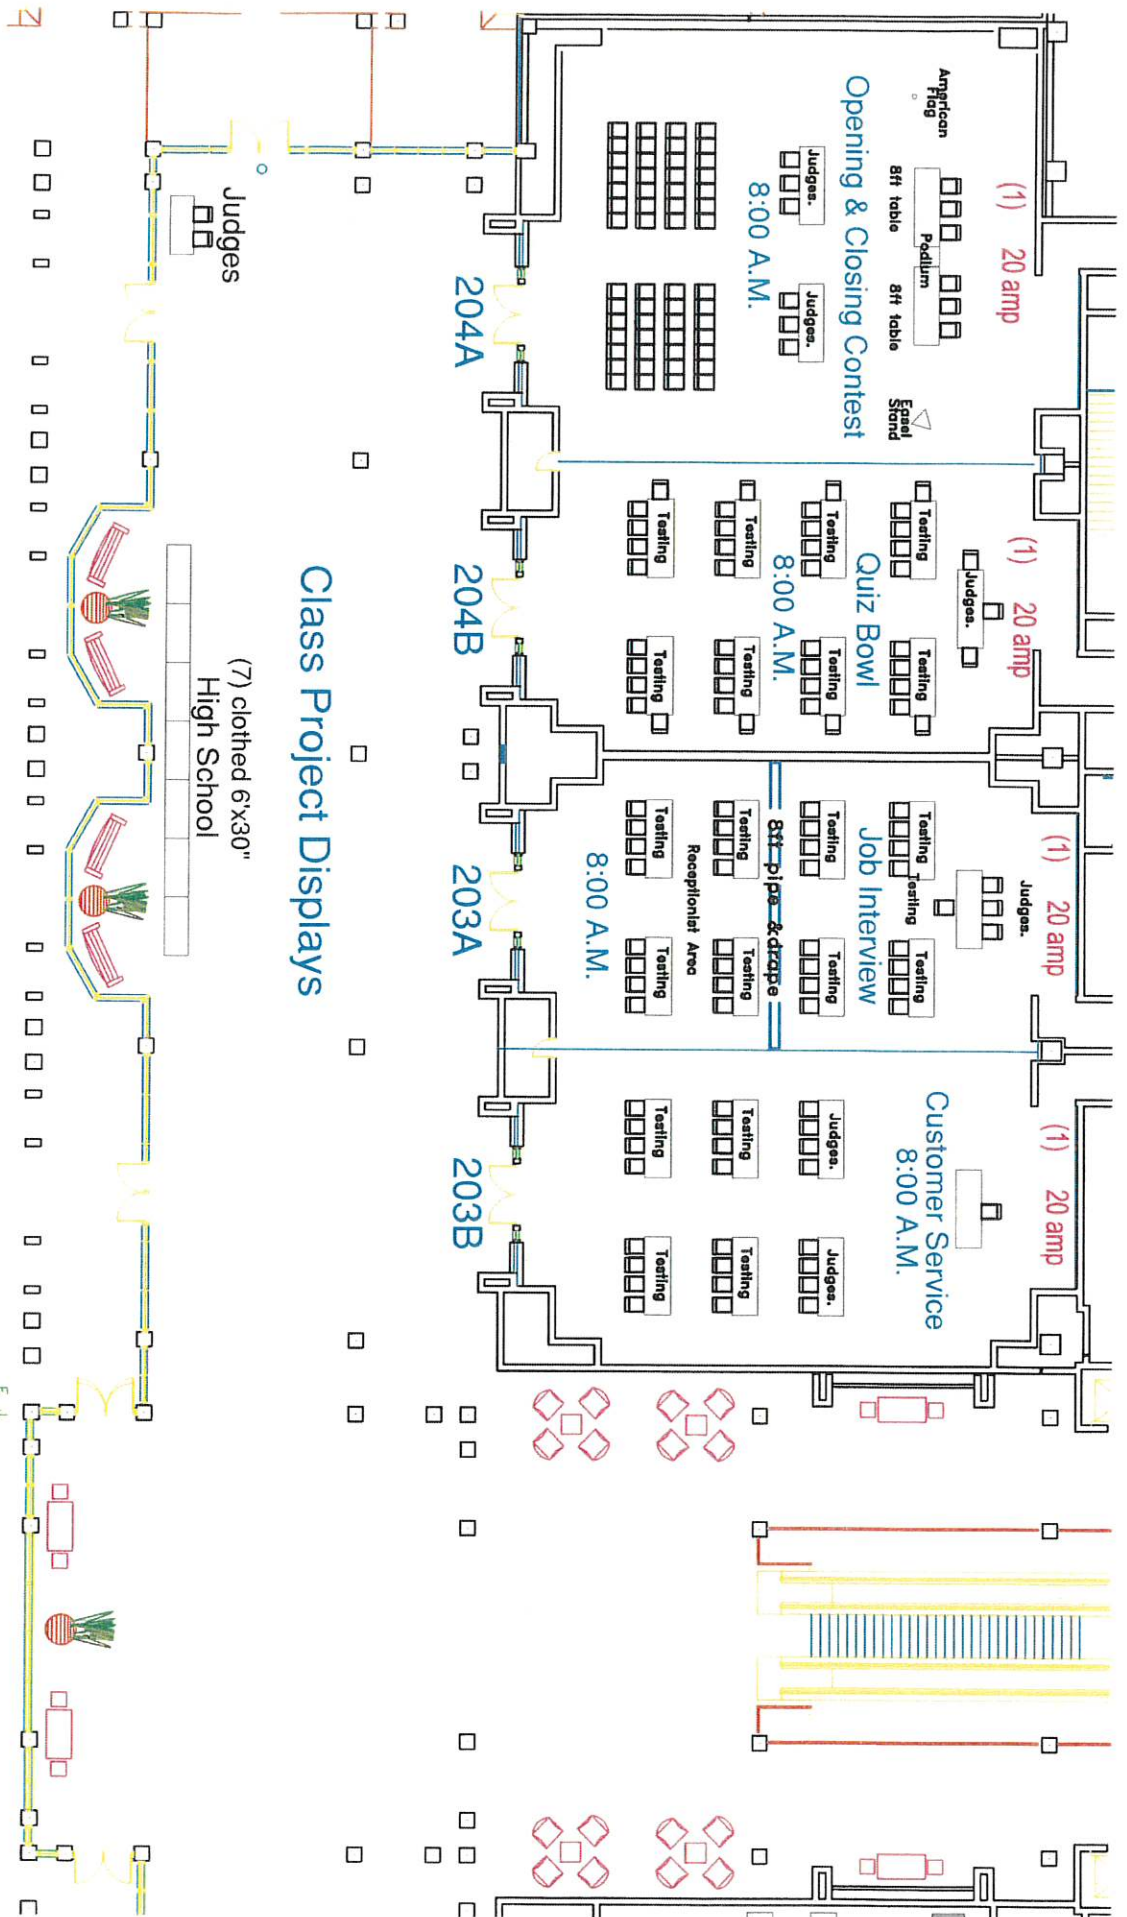 (1) 20 amp
American
Flag
8ft table
Podium
8ft table
Easel
Stand
Opening & Closing Contest
Judges.
Judges.
8:00 A.M.
204A
(1) 20 amp
Judges.
Testing
Testing
Quiz Bowl
Testing
Testing
8:00 A.M.
Testing
Testing
Testing
Testing
204B
(1) 20 amp
Judges.
Testing
Testing
Testing
Job Interview
Testing
Testing
8ft pipe & drape
Testing
Testing
Receptionist Area
Testing
Testing
8:00 A.M.
203A
(1) 20 amp
Customer Service
8:00 A.M.
Judges.
Judges.
Testing
Testing
Testing
Testing
203B
Class Project Displays
Judges
(7) clothed 6'x30"
High School